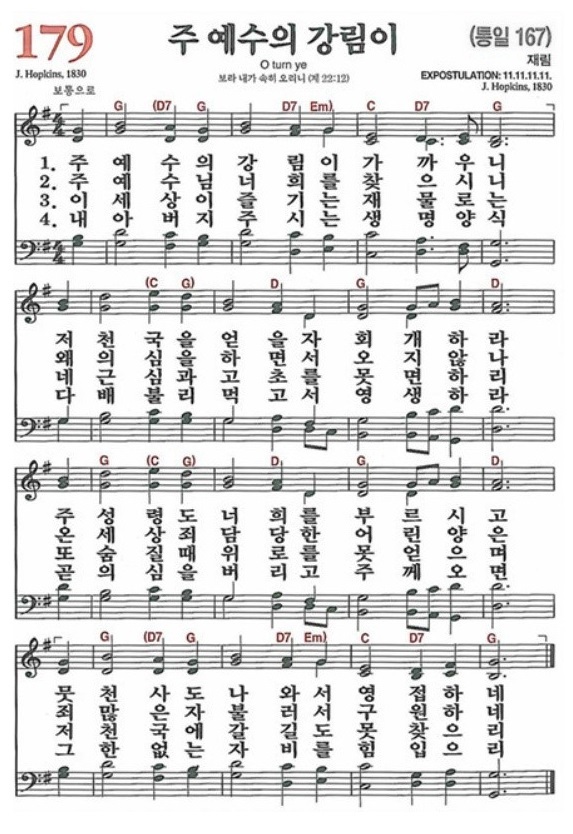 179
주 예수의 강림이
(통일 167)
O turn ye
재림
J. Hopkins, 1830
보라 내가 속히 오리니 (계 22:12)
EXPOSTULATION: 11.11.11.11.
J. Hopkins, 1830
보통으로
G (D7 G) D7 Em) C D7 G
1. 주 예 수 의 강 림 이 가 까 우 니
2. 주 예 수 님 너 희 를 찾 으 시 니
3. 이 세 상 이 즐 기 는 재 물 로 는
4. 내 아 버 지 주 시 는 생 명 양 식
G (C G) D G D
저 천 국 을 얻 을 자 회 개 하 라
왜 의 심 을 하 면 서 오 지 않 나
네 근 심 과 고 초 를 못 면 하 리
다 배 불 리 먹 고 서 영 생 하 라
G (C G) D G D
주 성 령 도 너 희 를 부 르 시 고
온 세 상 죄 담 당 한 어 린 양 은
또 숨 질 때 위 로 를 못 얻 으 며
곧 의 심 을 버 리 고 주 께 오 면
G (D7 G) D7 Em) C D7 G
뭇 천 사 도 나 와 서 영 접 하 네
죄 많 은 자 불 러 서 구 원 하 네
저 천 국 에 갈 길 도 못 찾 으 리
그 한 없 는 자 비 를 힘 입 으 리